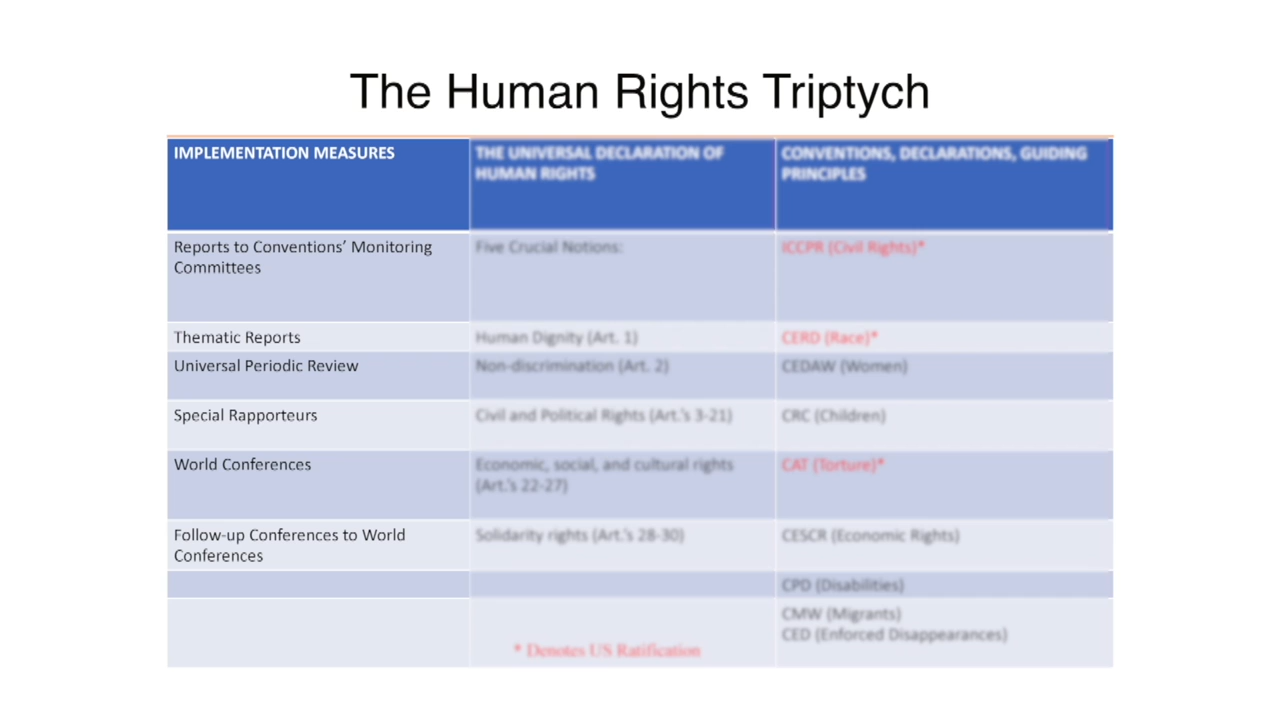 The Human Rights Triptych
IMPLEMENTATION MEASURES
THE UNIVERSAL DECLARATION OF
HUMAN RIGHTS
CONVENTIONS, DECLARATIONS, GUIDING
PRINCIPLES
Reports to Conventions’ Monitoring
Committees
Five Crucial Notions:
ICCPR (Civil Rights)*
Thematic Reports
Human Dignity (Art. 1)
CERD (Race)*
Universal Periodic Review
Non-discrimination (Art. 2)
CEDAW (Women)
Special Rapporteurs
Civil and Political Rights (Art.'s 3-21)
CRC (Children)
World Conferences
Economic, social, and cultural rights
(Art.'s 22-27)
CAT (Torture)*
Follow-up Conferences to World
Conferences
Solidarity rights (Art.'s 28-30)
CESCR (Economic Rights)
CPD (Disabilities)
CMW (Migrants)
CED (Enforced Disappearances)
* Denotes US Ratification